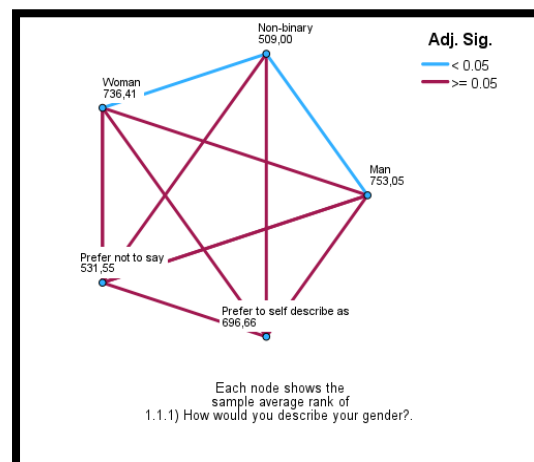 Non-binary
509,00
Adj. Sig.
< 0.05
>= 0.05
Woman
736,41
Man
753,05
Prefer not to say
531,55
Prefer to self describe as
696,66
Each node shows the
sample average rank of
1.1.1) How would you describe your gender?.